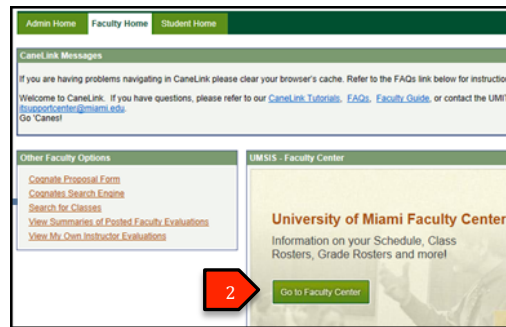 Admin Home Faculty Home Student Home
CaneLink Messages
If you are having problems navigating in CaneLink please clear your browser's cache. Refer to the FAQs link below for instruction
Welcome to CaneLink. If you have questions, please refer to our CaneLink Tutorials, FAQs, Faculty Guide, or contact the UMIT
itsupportcenter@miami.edu.
Go 'Canes!
Other Faculty Options
Cognate Proposal Form
Cognates Search Engine
Search for Classes
View Summaries of Posted Faculty Evaluations
View My Own Instructor Evaluations
UMSIS - Faculty Center
University of Miami Faculty Center
Information on your Schedule, Class
Rosters, Grade Rosters and more!
2
Go to Faculty Center